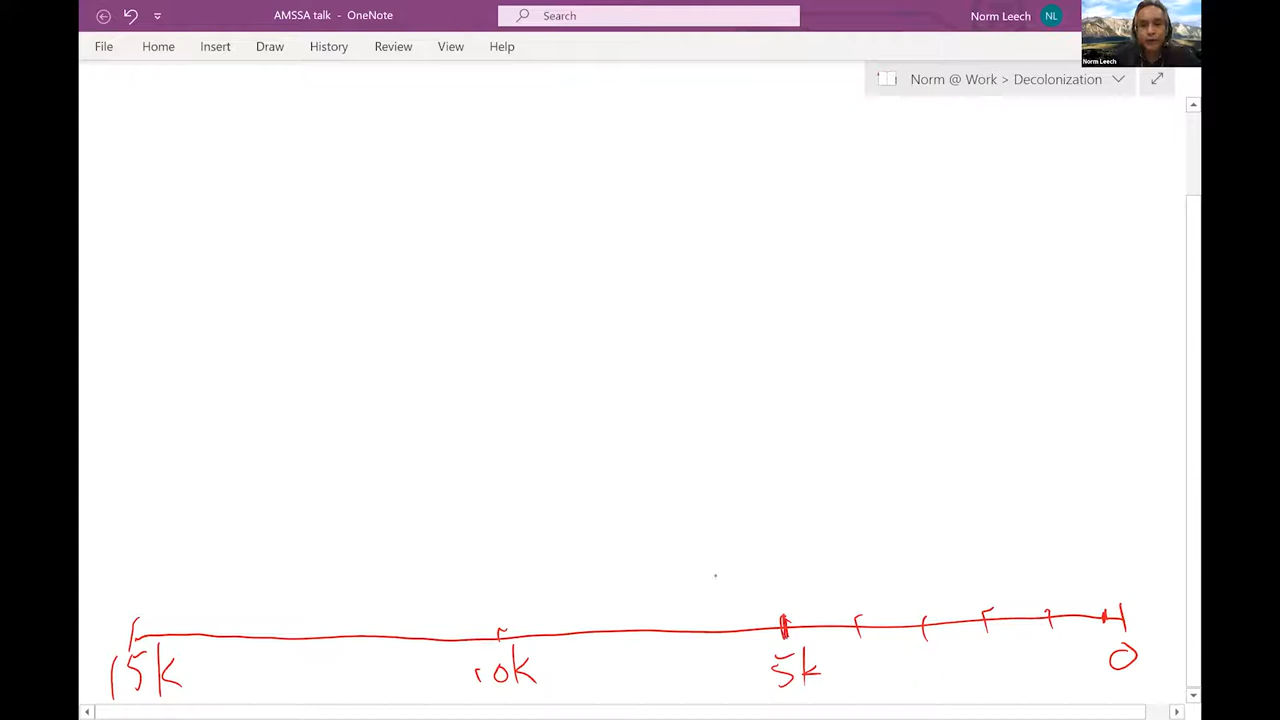 AMSSA talk - OneNote
Search
Norm Leech NL
File Home Insert Draw History Review View Help
Norm Leech
Norm @ Work > Decolonization
15k 10k 5k 0